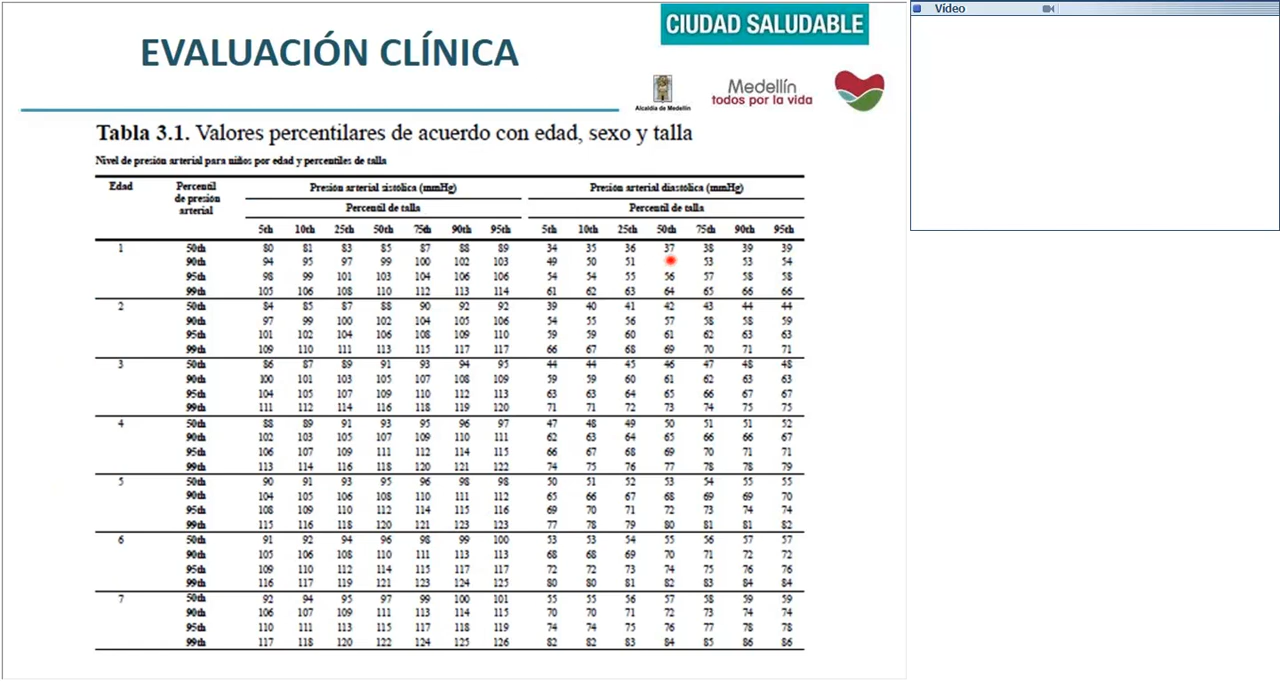 CIUDAD SALUDABLE
EVALUACIÓN CLÍNICA
Alcaldía de Medellín
Medellín
todos por la vida
Vídeo
Tabla 3.1. Valores percentilares de acuerdo con edad, sexo y talla
Nivel de presión arterial para niños por edad y percentiles de talla
Edad Percentil de presión arterial Presión arterial sistólica (mmHg) Presión arterial diastólica (mmHg)
Percentil de talla Percentil de talla
5th 10th 25th 50th 75th 90th 95th 5th 10th 25th 50th 75th 90th 95th
1 50th 80 81 83 85 87 88 89 34 35 36 37 38 39 39
90th 94 95 97 99 100 102 103 49 50 51 53 53 54
95th 98 99 101 103 104 106 106 54 54 55 56 57 58 58
99th 105 106 108 110 112 113 114 61 62 63 64 65 66 66
2 50th 84 85 87 88 90 92 92 39 40 41 42 43 44 44
90th 97 99 100 102 104 105 106 54 55 56 57 58 58 59
95th 101 102 104 106 108 109 110 59 59 60 61 62 63 63
99th 109 110 111 113 115 117 117 66 67 68 69 70 71 71
3 50th 86 87 89 91 93 94 95 44 44 45 46 47 48 48
90th 100 101 103 105 107 108 109 59 59 60 61 62 63 63
95th 104 105 107 109 110 112 113 63 63 64 65 66 67 67
99th 111 112 114 116 118 119 120 71 71 72 73 74 75 75
4 50th 88 89 91 93 95 96 97 47 48 49 50 51 51 52
90th 102 103 105 107 109 110 111 62 63 64 65 66 66 67
95th 106 107 109 111 112 114 115 66 67 68 69 70 71 71
99th 113 114 116 118 120 121 122 74 75 76 77 78 78 79
5 50th 90 91 93 95 96 98 98 50 51 52 53 54 55 55
90th 104 105 106 108 110 111 112 65 66 67 68 69 69 70
95th 108 109 110 112 114 115 116 69 70 71 72 73 74 74
99th 115 116 118 120 121 123 123 77 78 79 80 81 81 82
6 50th 91 92 94 96 98 99 100 53 53 54 55 56 57 57
90th 105 106 108 110 111 113 113 68 68 69 70 71 72 72
95th 109 110 112 114 115 117 117 72 72 73 74 75 76 76
99th 116 117 119 121 123 124 125 80 80 81 82 83 84 84
7 50th 92 94 95 97 99 100 101 55 55 56 57 58 59 59
90th 106 107 109 111 113 114 115 70 70 71 72 73 74 74
95th 110 111 113 115 117 118 119 74 74 75 76 77 78 78
99th 117 118 120 122 124 125 126 82 82 83 84 85 86 86